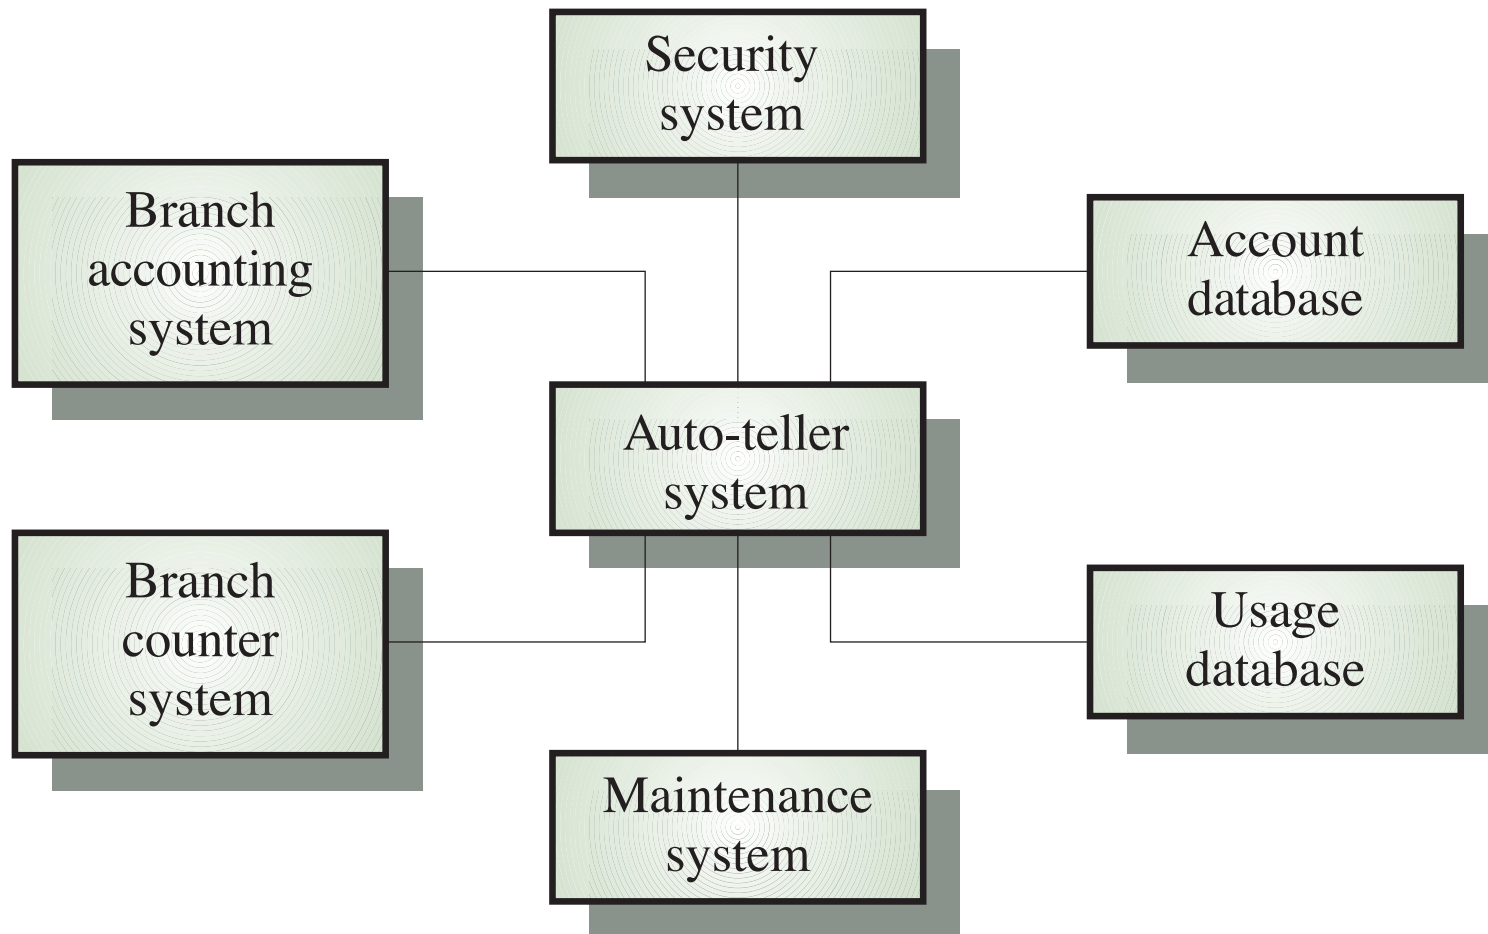 Security
system
Branch
accounting
system
Account
database
Auto-teller
system
Branch
counter
system
Usage
database
Maintenance
system